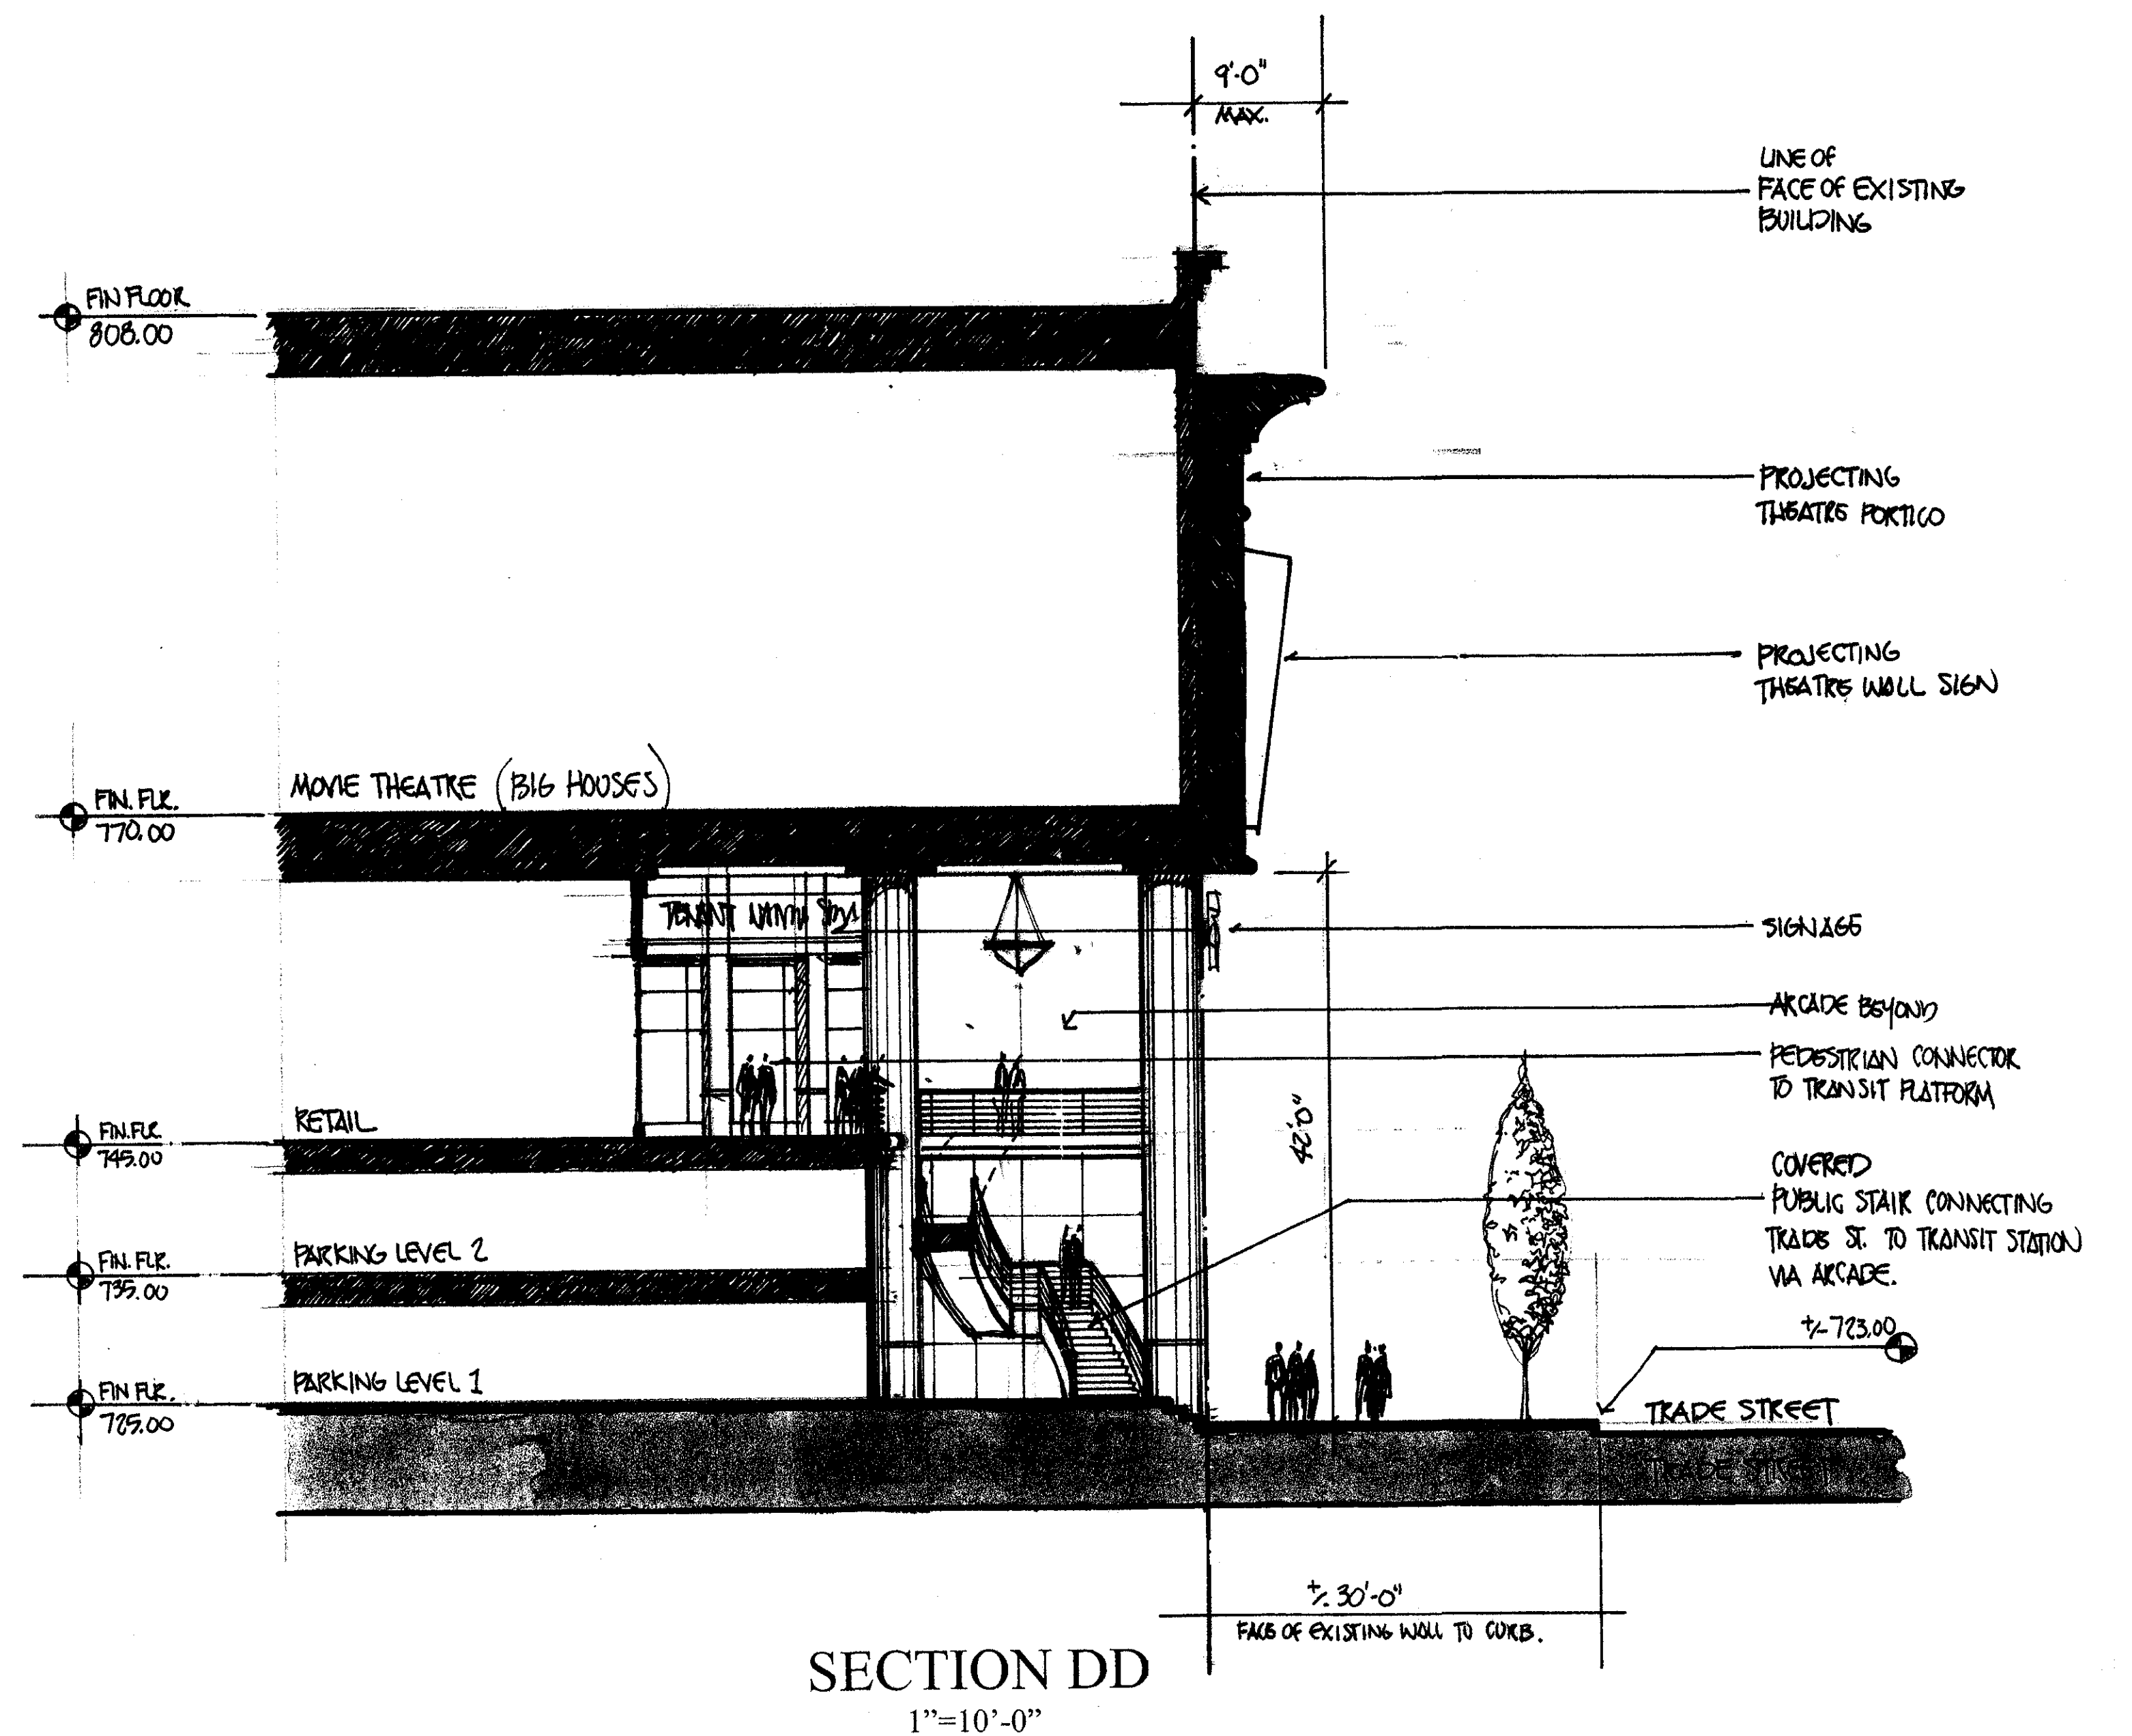 9'-0"
MAX.
LINE OF
FACE OF EXISTING
BUILDING
FIN FLOOR
808.00
PROJECTING
THEATRE PORTICO
PROJECTING
THEATRE WALL SIGN
MOVIE THEATRE (BIG HOUSES)
FIN. FLR.
770.00
TENANT
SIGNAGE
ARCADE BEYOND
PEDESTRIAN CONNECTOR
TO TRANSIT PLATFORM
42'-0"
RETAIL
FIN. FLR
745.00
COVERED
PUBLIC STAIR CONNECTING
TRADE ST. TO TRANSIT STATION
VIA ARCADE.
PARKING LEVEL 2
FIN. FLR.
735.00
+/- 723.00
PARKING LEVEL 1
FIN FLR.
725.00
TRADE STREET
TRADE STREET
+/- 30'-0"
FACE OF EXISTING WALL TO CURB.
SECTION DD
1"=10'-0"